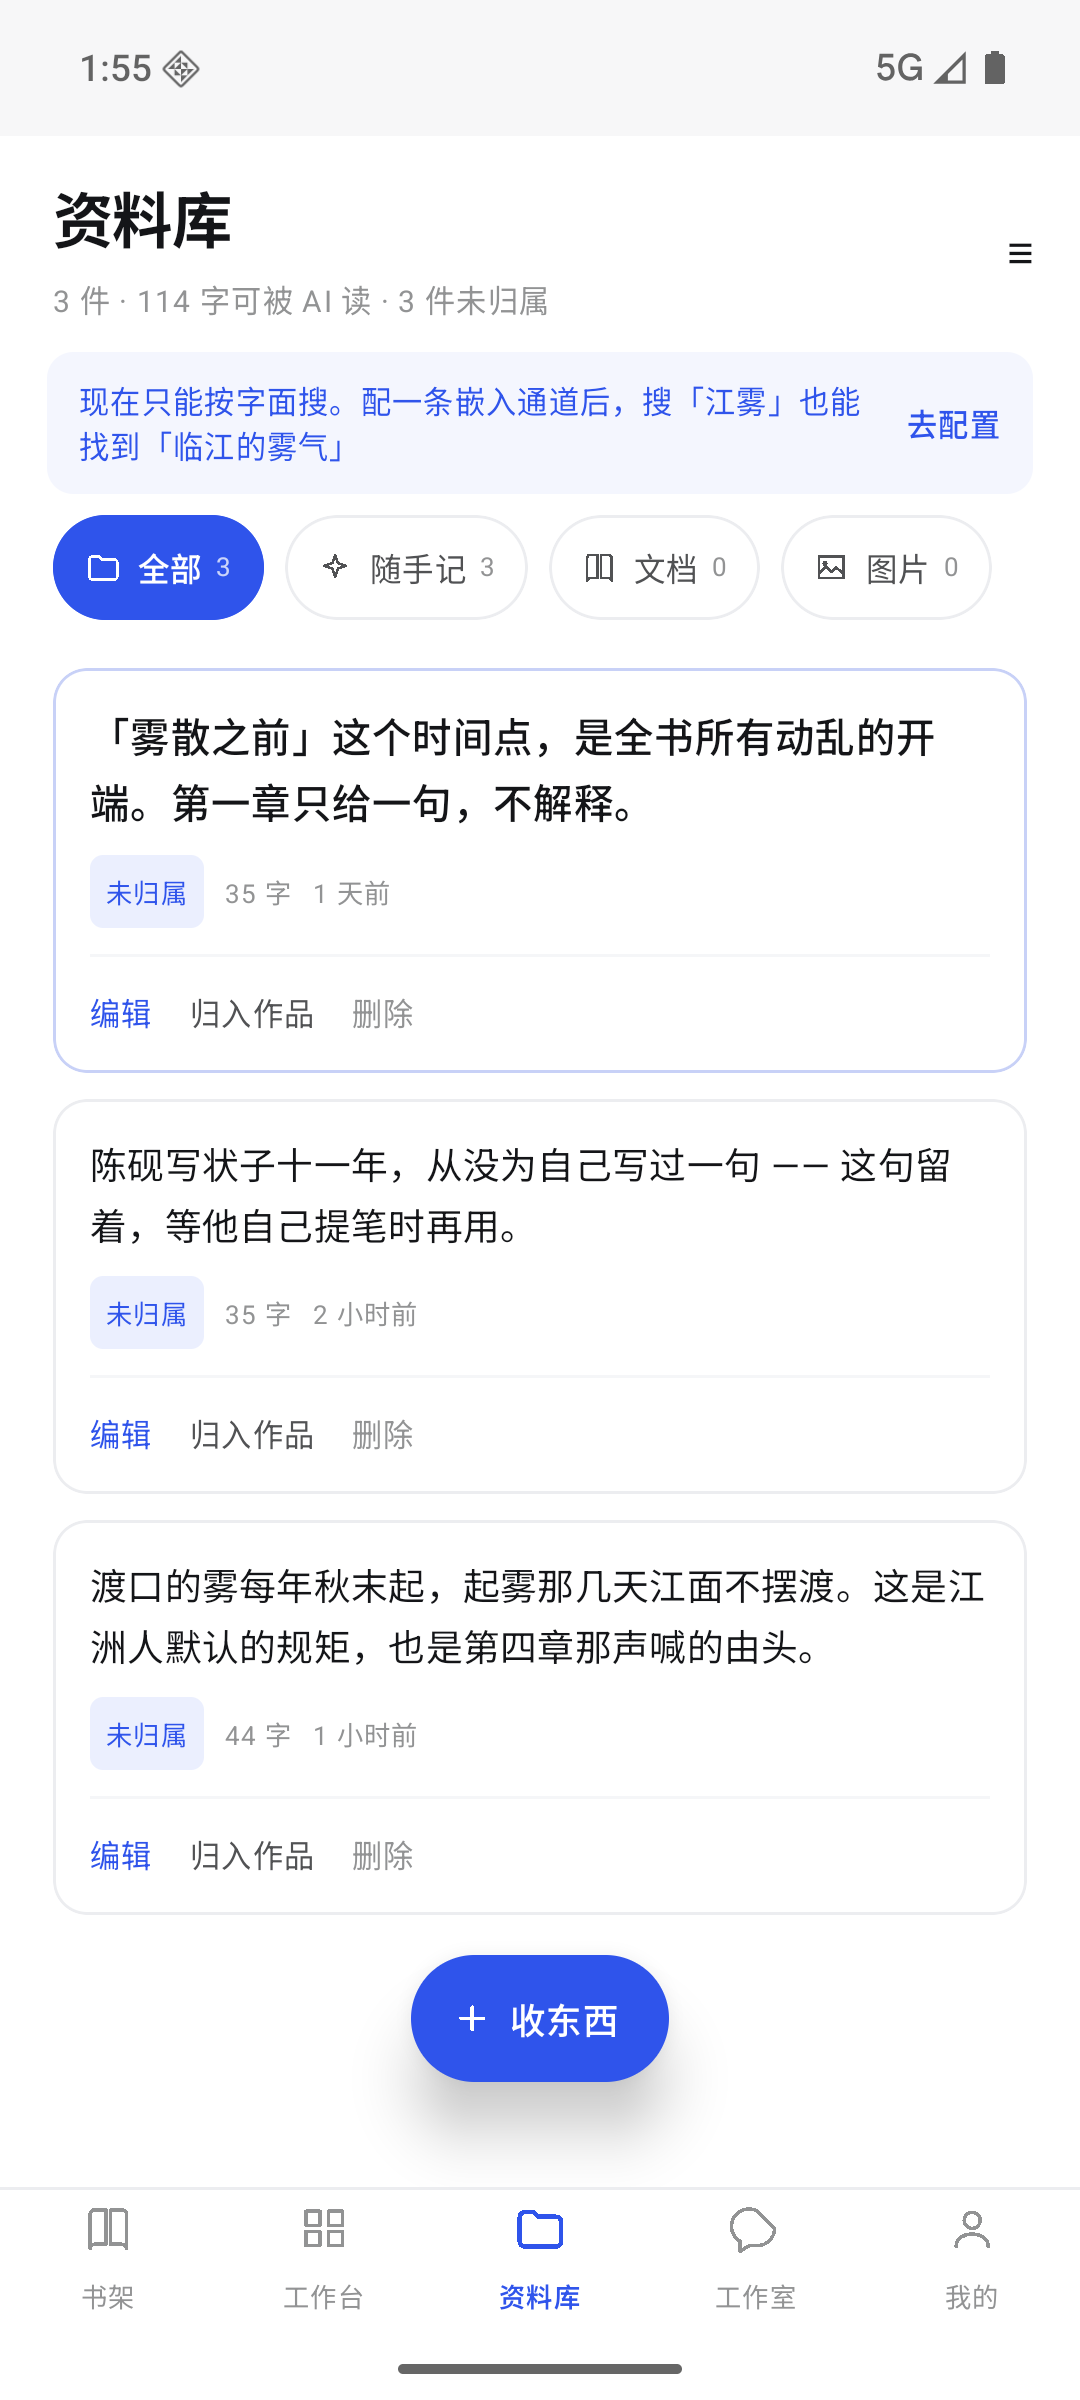 1:55
5G
资料库
3 件 · 114 字可被 AI 读 · 3 件未归属
现在只能按字面搜。配一条嵌入通道后，搜「江雾」也能
找到「临江的雾气」
去配置
全部 3
随手记 3
文档 0
图片 0
「雾散之前」这个时间点，是全书所有动乱的开
端。第一章只给一句，不解释。
未归属 35 字 1 天前
编辑 归入作品 删除
陈砚写状子十一年，从没为自己写过一句 —— 这句留
着，等他自己提笔时再用。
未归属 35 字 2 小时前
编辑 归入作品 删除
渡口的雾每年秋末起，起雾那几天江面不摆渡。这是江
洲人默认的规矩，也是第四章那声喊的由头。
未归属 44 字 1 小时前
编辑 归入作品 删除
+ 收东西
书架
工作台
资料库
工作室
我的